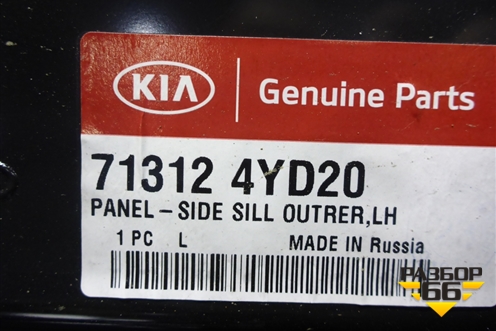 KIA
Genuine Parts
71312 4YD20
PANEL-SIDE SILL OUTRER,LH
1 PC L MADE IN Russia
РАЗБОР
66